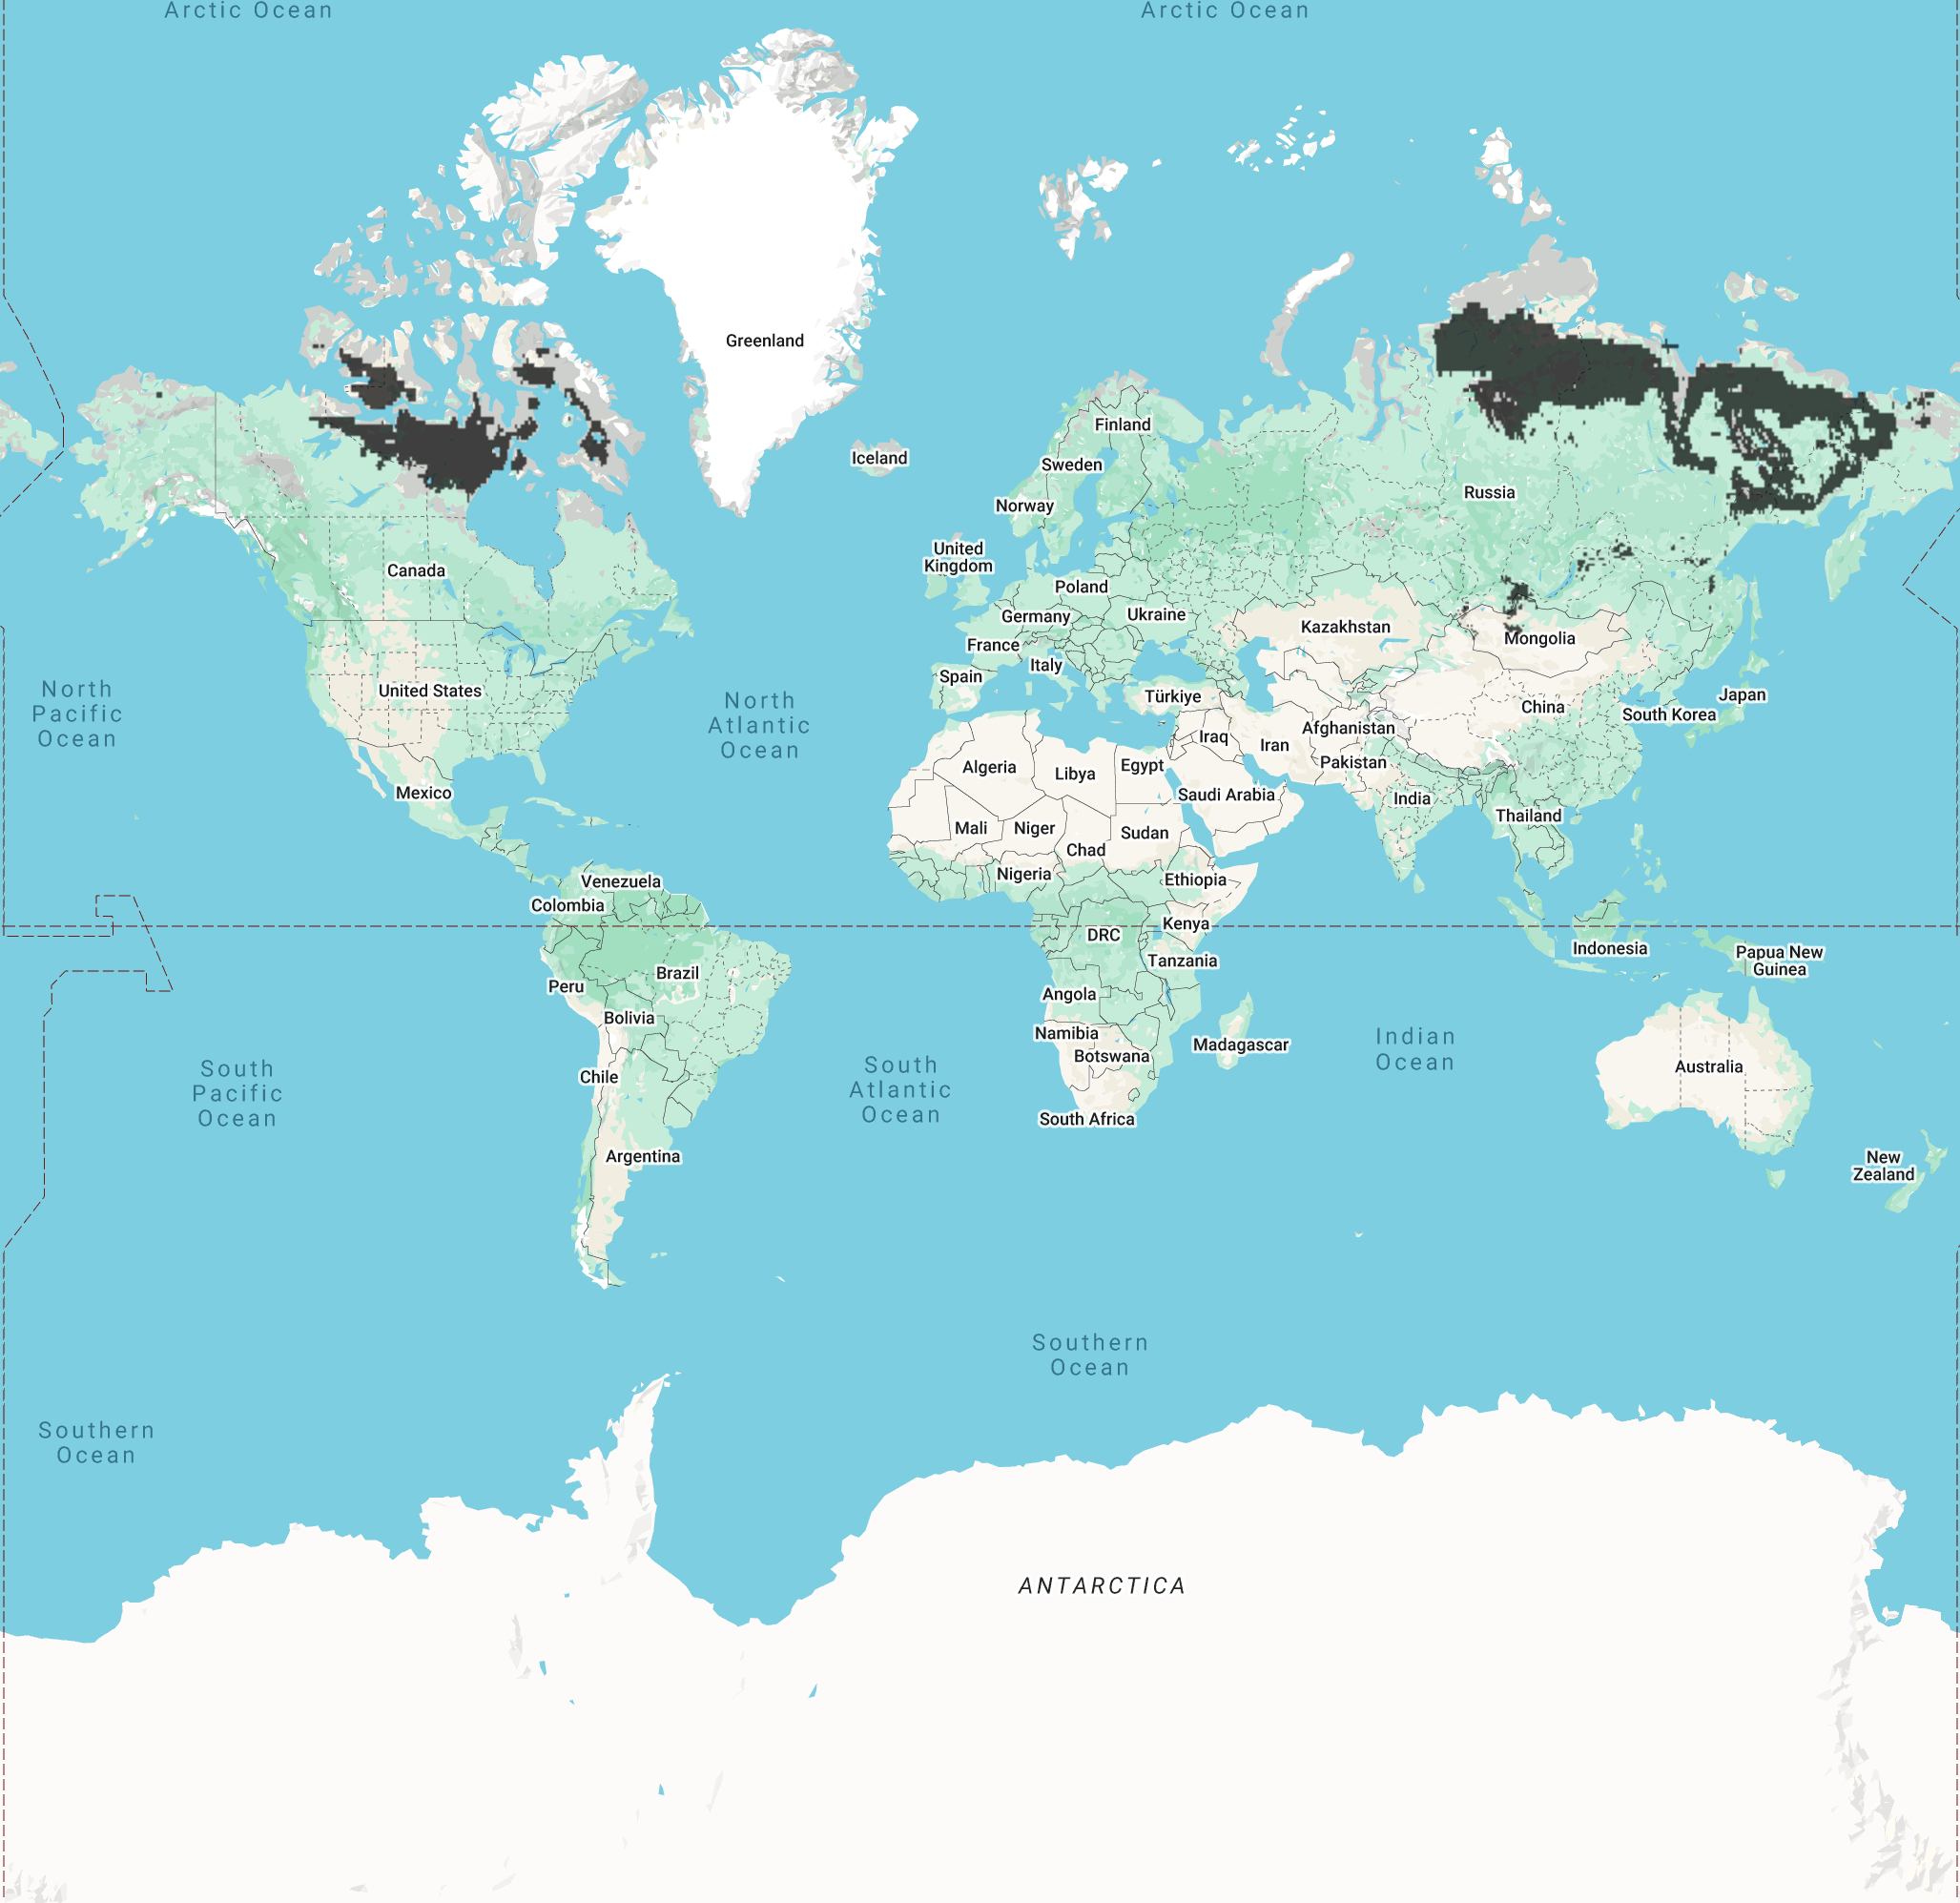 Arctic Ocean
Arctic Ocean
Greenland
Finland
Iceland
Sweden
Russia
Norway
United
Kingdom
Canada
Poland
Germany
Ukraine
Kazakhstan
Mongolia
France
Italy
Spain
North
Pacific
Ocean
United States
North
Atlantic
Ocean
Türkiye
China
Japan
South Korea
Afghanistan
Iraq
Iran
Pakistan
Algeria
Libya
Egypt
Saudi Arabia
India
Mexico
Thailand
Mali
Niger
Sudan
Chad
Nigeria
Ethiopia
Venezuela
Colombia
Kenya
DRC
Indonesia
Papua New
Guinea
Tanzania
Brazil
Peru
Angola
Bolivia
Namibia
Madagascar
Indian
Ocean
Botswana
Australia
Chile
South
Pacific
Ocean
South
Atlantic
Ocean
South Africa
Argentina
New
Zealand
Southern
Ocean
Southern
Ocean
ANTARCTICA